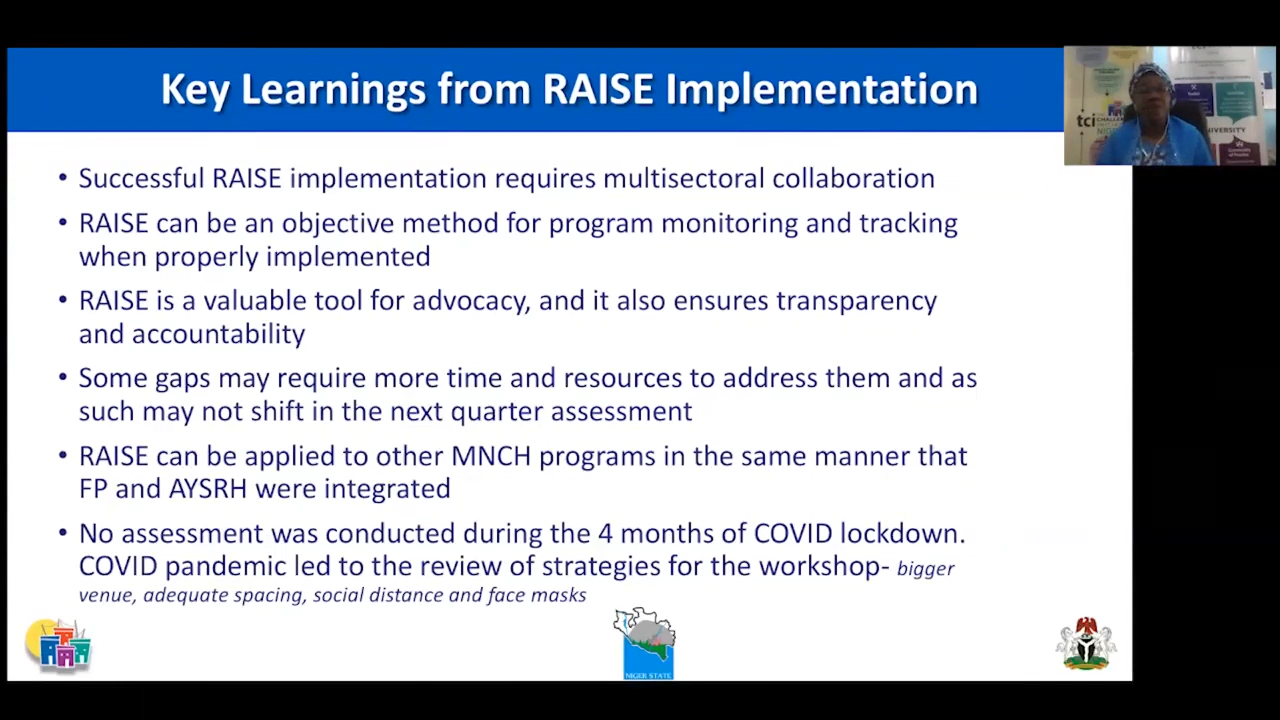 Key Learnings from RAISE Implementation
• Successful RAISE implementation requires multisectoral collaboration
• RAISE can be an objective method for program monitoring and tracking
when properly implemented
• RAISE is a valuable tool for advocacy, and it also ensures transparency
and accountability
• Some gaps may require more time and resources to address them and as
such may not shift in the next quarter assessment
• RAISE can be applied to other MNCH programs in the same manner that
FP and AYSRH were integrated
• No assessment was conducted during the 4 months of COVID lockdown.
COVID pandemic led to the review of strategies for the workshop- bigger
venue, adequate spacing, social distance and face masks
NIGER STATE
tci